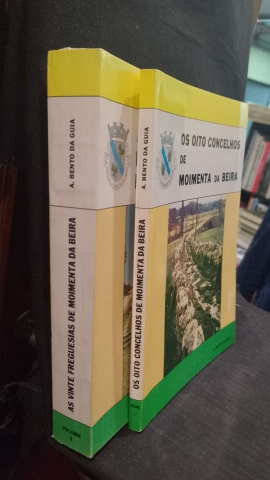 AS VINTE FREGUESIAS DE MOIMENTA DA BEIRA
A. BENTO DA GUIA
VOLUME
OS OITO CONCELHOS DE MOIMENTA DA BEIRA
A. BENTO DA GUIA
OS OITO CONCELHOS
DE
MOIMENTA DA BEIRA